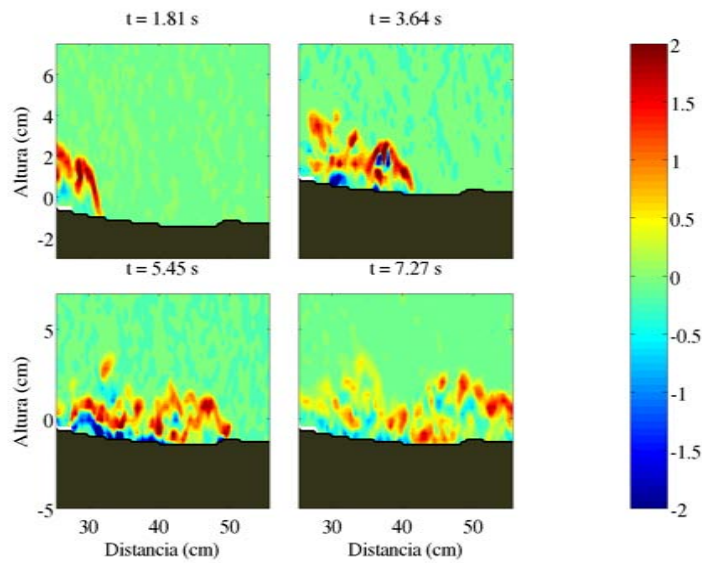 t = 1.81 s
t = 3.64 s
Altura (cm)
6
4
2
0
-2
t = 5.45 s
t = 7.27 s
Altura (cm)
5
0
-5
30 40 50
30 40 50
Distancia (cm)
Distancia (cm)
2
1.5
1
0.5
0
-0.5
-1
-1.5
-2